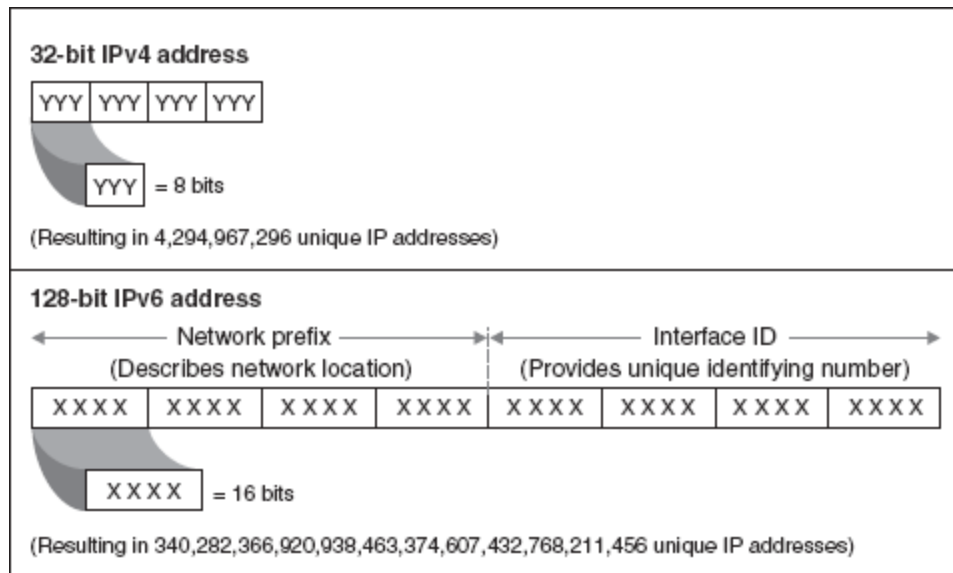 32-bit IPv4 address
YYY YYY YYY YYY
YYY = 8 bits
(Resulting in 4,294,967,296 unique IP addresses)
128-bit IPv6 address
Network prefix Interface ID
(Describes network location) (Provides unique identifying number)
XXXX XXXX XXXX XXXX XXXX XXXX XXXX XXXX
XXXX = 16 bits
(Resulting in 340,282,366,920,938,463,374,607,432,768,211,456 unique IP addresses)